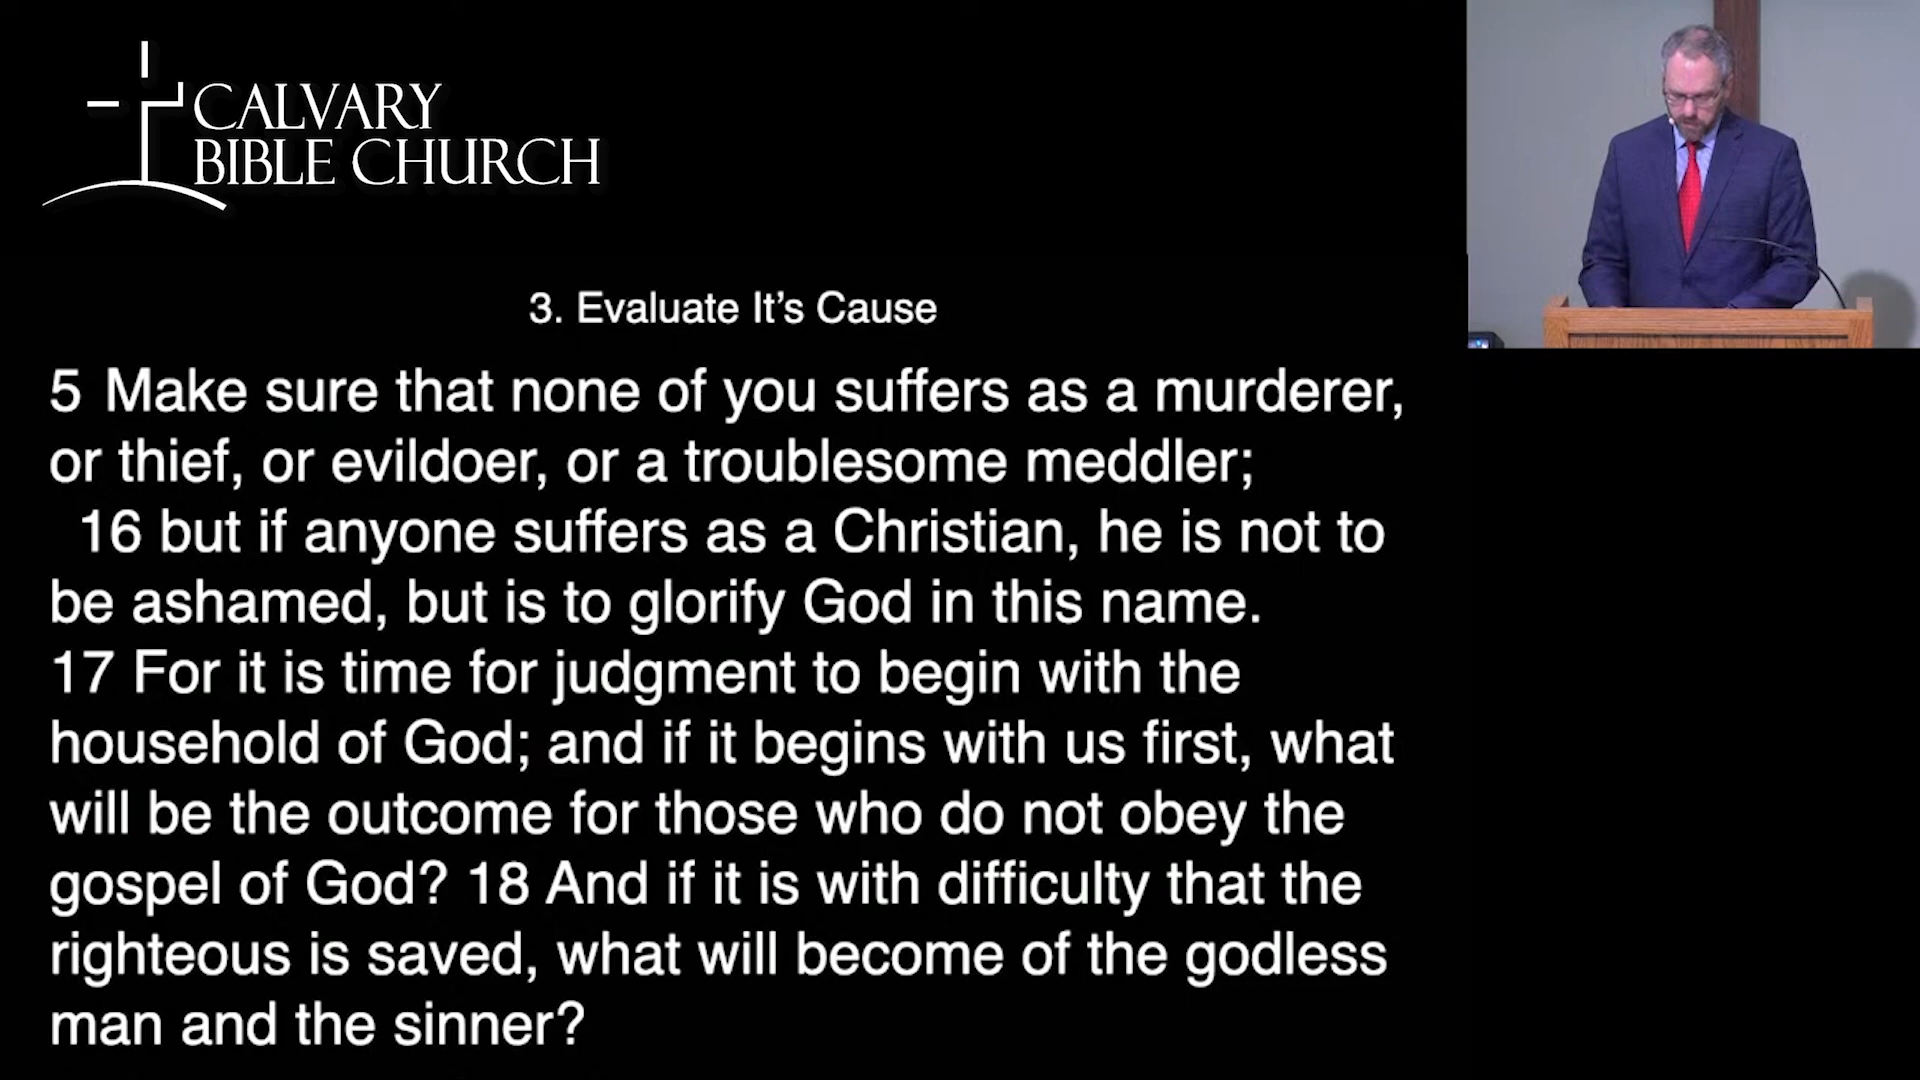 CALVARY
BIBLE CHURCH
3. Evaluate It’s Cause
5 Make sure that none of you suffers as a murderer,
or thief, or evildoer, or a troublesome meddler;
16 but if anyone suffers as a Christian, he is not to
be ashamed, but is to glorify God in this name.
17 For it is time for judgment to begin with the
household of God; and if it begins with us first, what
will be the outcome for those who do not obey the
gospel of God? 18 And if it is with difficulty that the
righteous is saved, what will become of the godless
man and the sinner?